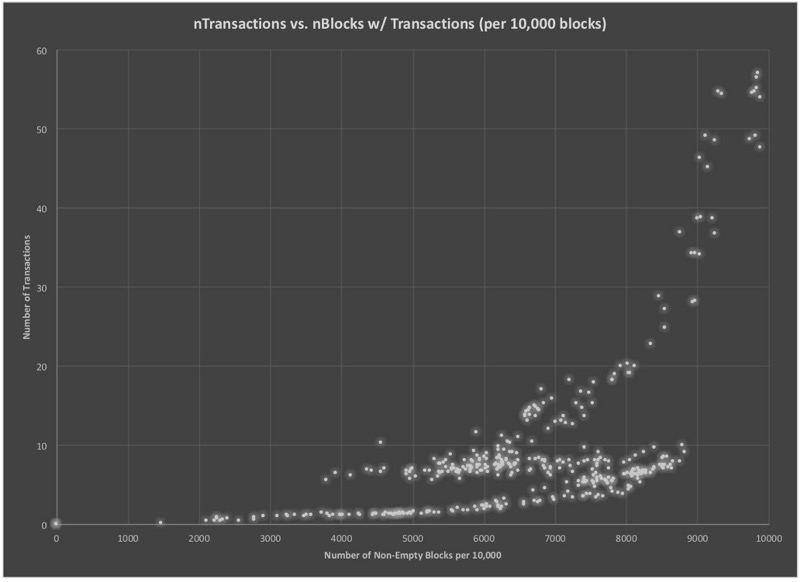 nTransactions vs. nBlocks w/ Transactions (per 10,000 blocks)
60
50
40
30
20
10
0
Number of Transactions
0 1000 2000 3000 4000 5000 6000 7000 8000 9000 10000
Number of Non-Empty Blocks per 10,000